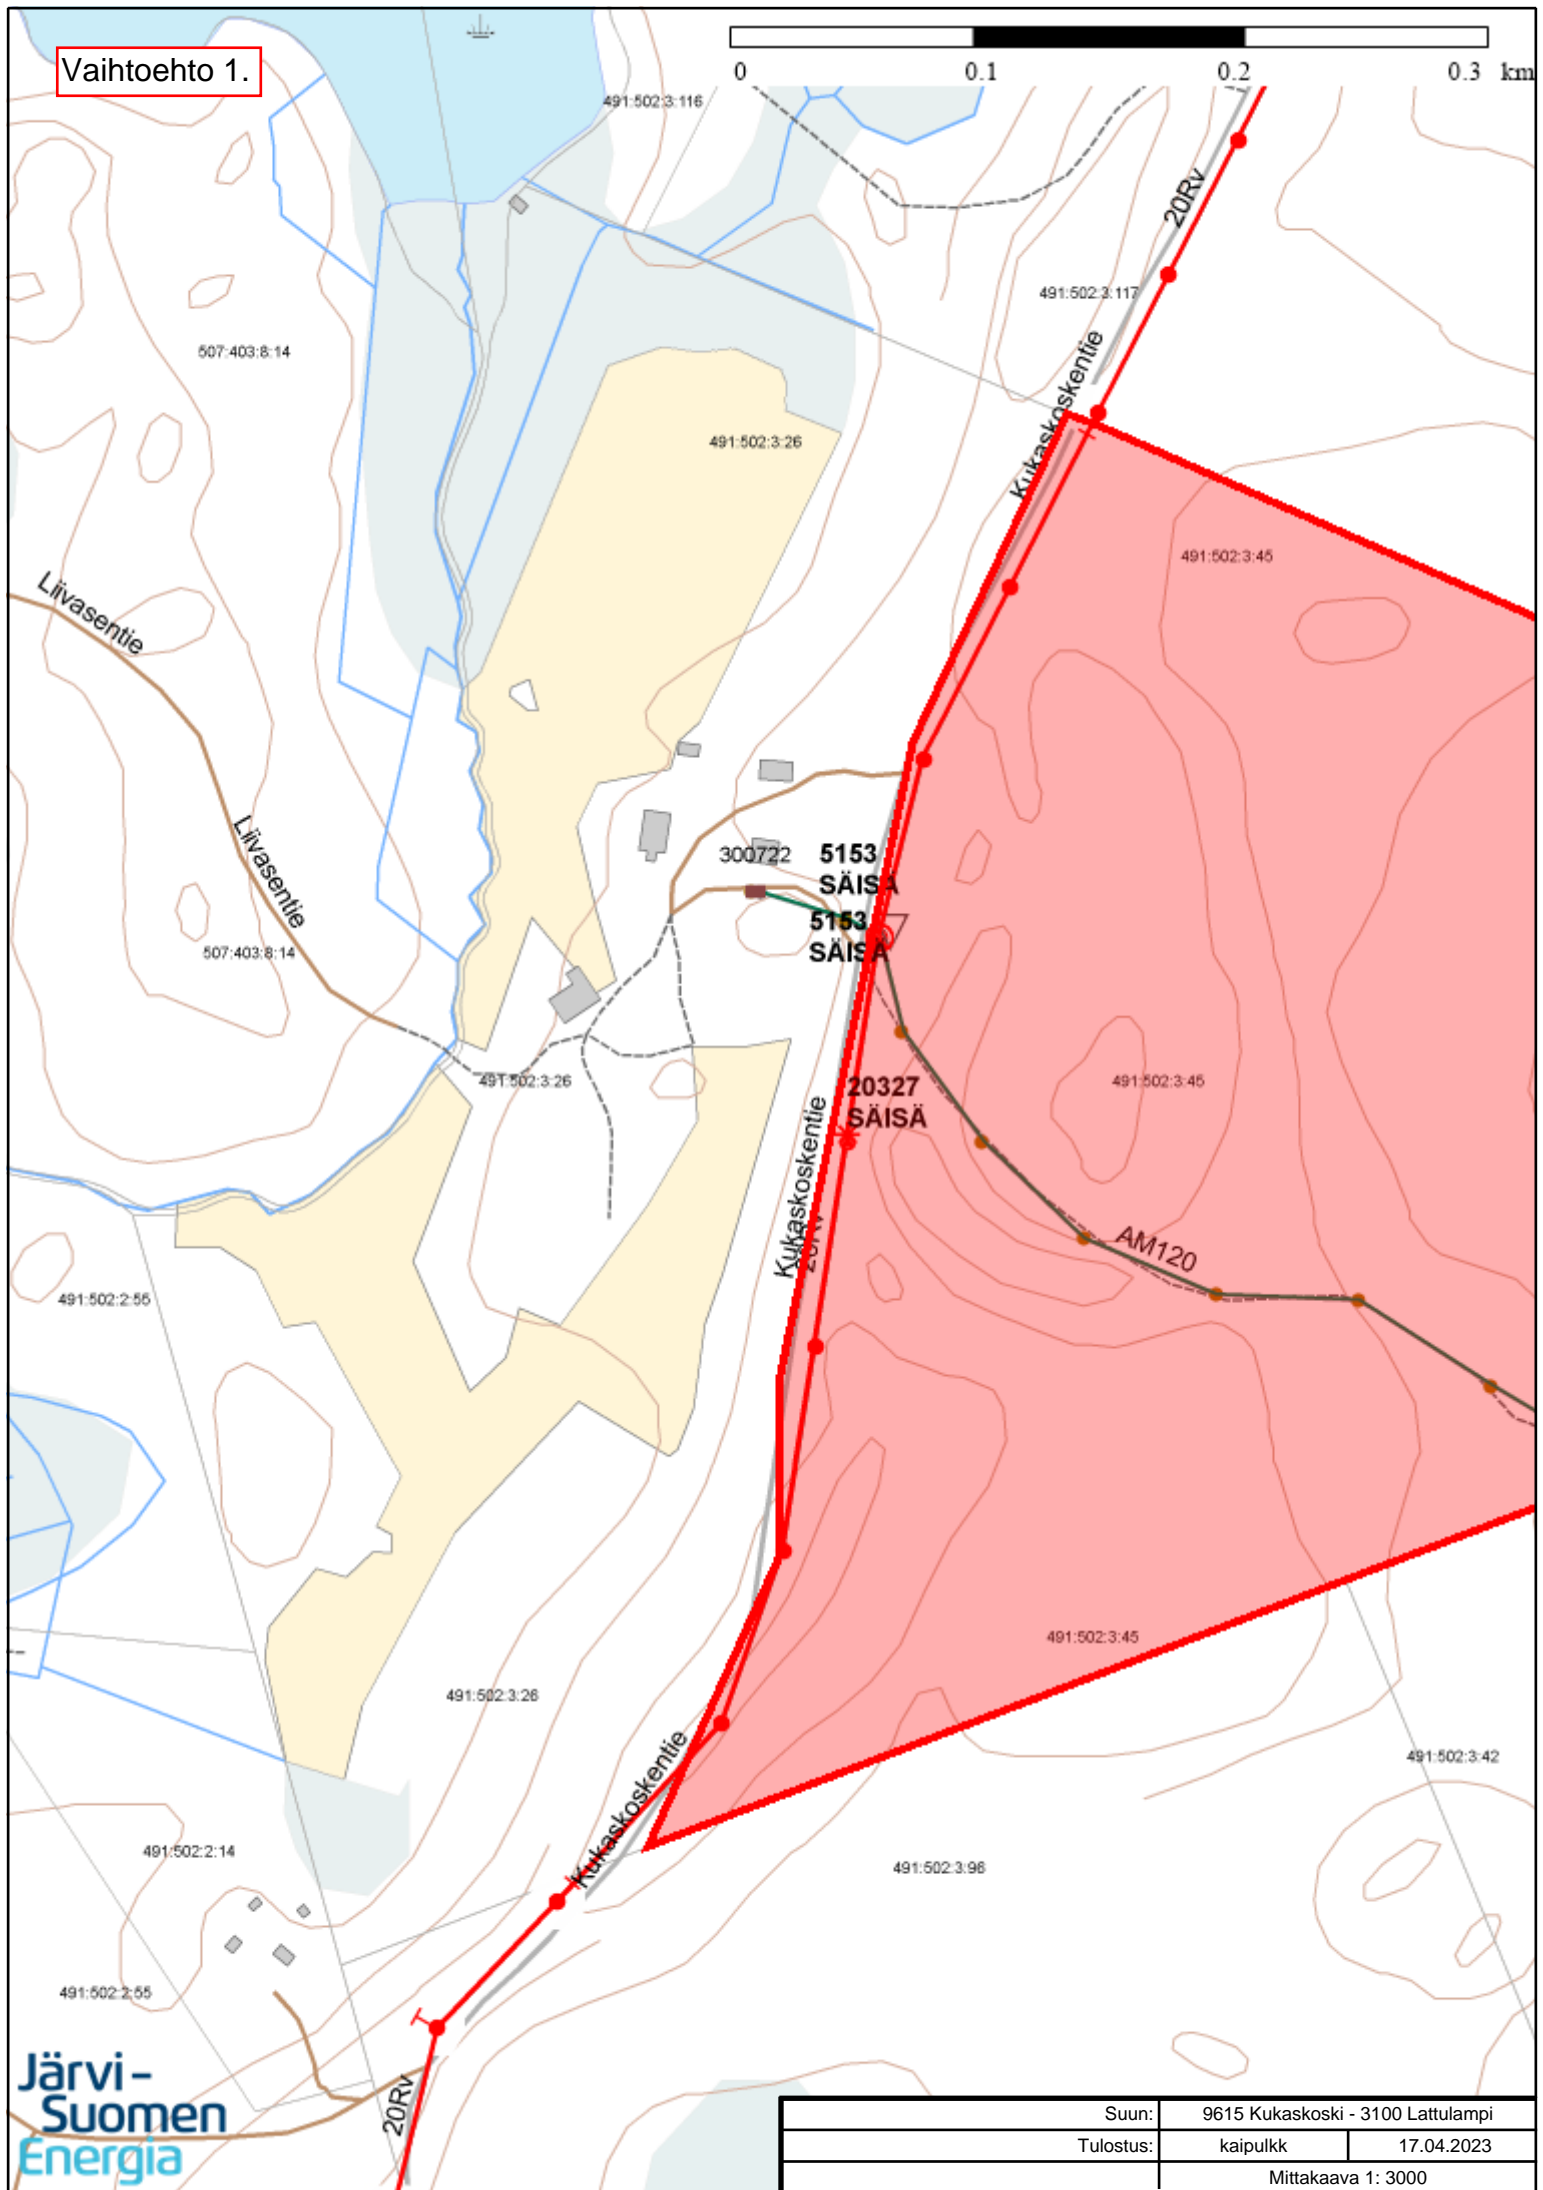 Vaihtoehto 1.
0 0.1 0.2 0.3 km
491:502:3:116
20Rv
491:502:3:117
507:403:8:14
Kukaskoskentie
491:502:3:26
491:502:3:45
Liivasentie
Liivasentie
300722
5153
SÄISÄ
5153
SÄISÄ
507:403:8:14
491:502:3:26
491:502:3:45
20327
SÄISÄ
Kukaskoskentie
20Rv
AM120
491:502:2:55
491:502:3:45
491:502:3:26
Kukaskoskentie
491:502:3:42
491:502:2:14
491:502:3:96
491:502:2:55
20Rv
Järvi-
Suomen
Energia
Suun: 9615 Kukaskoski - 3100 Lattulampi
Tulostus: kaipulkk 17.04.2023
Mittakaava 1: 3000